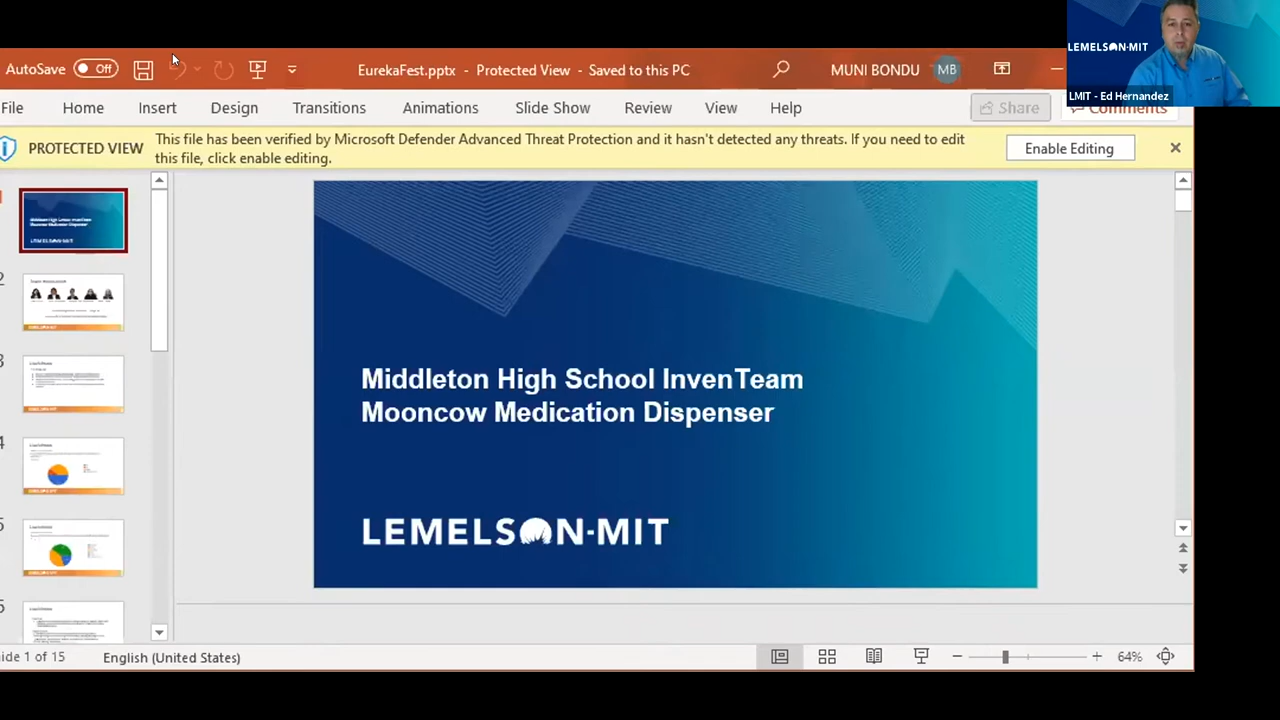 LEMELSON-MIT
LMIT - Ed Hernandez
AutoSave Off
EurekaFest.pptx - Protected View - Saved to this PC
MUNI BONDU MB
File Home Insert Design Transitions Animations Slide Show Review View Help
Share Comments
PROTECTED VIEW
This file has been verified by Microsoft Defender Advanced Threat Protection and it hasn't detected any threats. If you need to edit
this file, click enable editing.
Enable Editing
2
3
4
5
Middleton High School InvenTeam
Mooncow Medication Dispenser
LEMELSON-MIT
ide 1 of 15
English (United States)
64%